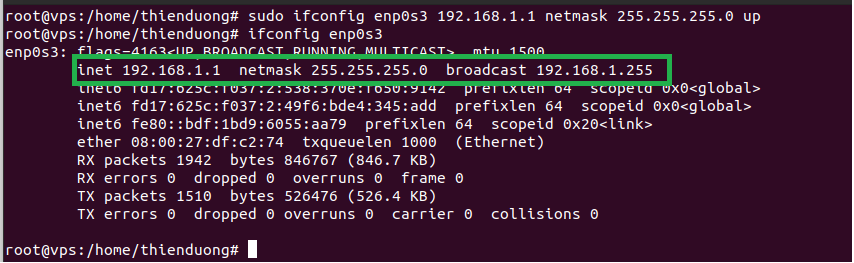 root@vps:/home/thienduong# sudo ifconfig enp0s3 192.168.1.1 netmask 255.255.255.0 up
root@vps:/home/thienduong# ifconfig enp0s3
enp0s3: flags=4163<UP,BROADCAST,RUNNING,MULTICAST>  mtu 1500
        inet 192.168.1.1  netmask 255.255.255.0  broadcast 192.168.1.255
        inet6 fd17:625c:f037:2:538:370e:f650:9142  prefixlen 64  scopeid 0x0<global>
        inet6 fd17:625c:f037:2:49f6:bde4:345:add  prefixlen 64  scopeid 0x0<global>
        inet6 fe80::bdf:1bd9:6055:aa79  prefixlen 64  scopeid 0x20<link>
        ether 08:00:27:df:c2:74  txqueuelen 1000  (Ethernet)
        RX packets 1942  bytes 846767 (846.7 KB)
        RX errors 0  dropped 0  overruns 0  frame 0
        TX packets 1510  bytes 526476 (526.4 KB)
        TX errors 0  dropped 0 overruns 0  carrier 0  collisions 0
root@vps:/home/thienduong#